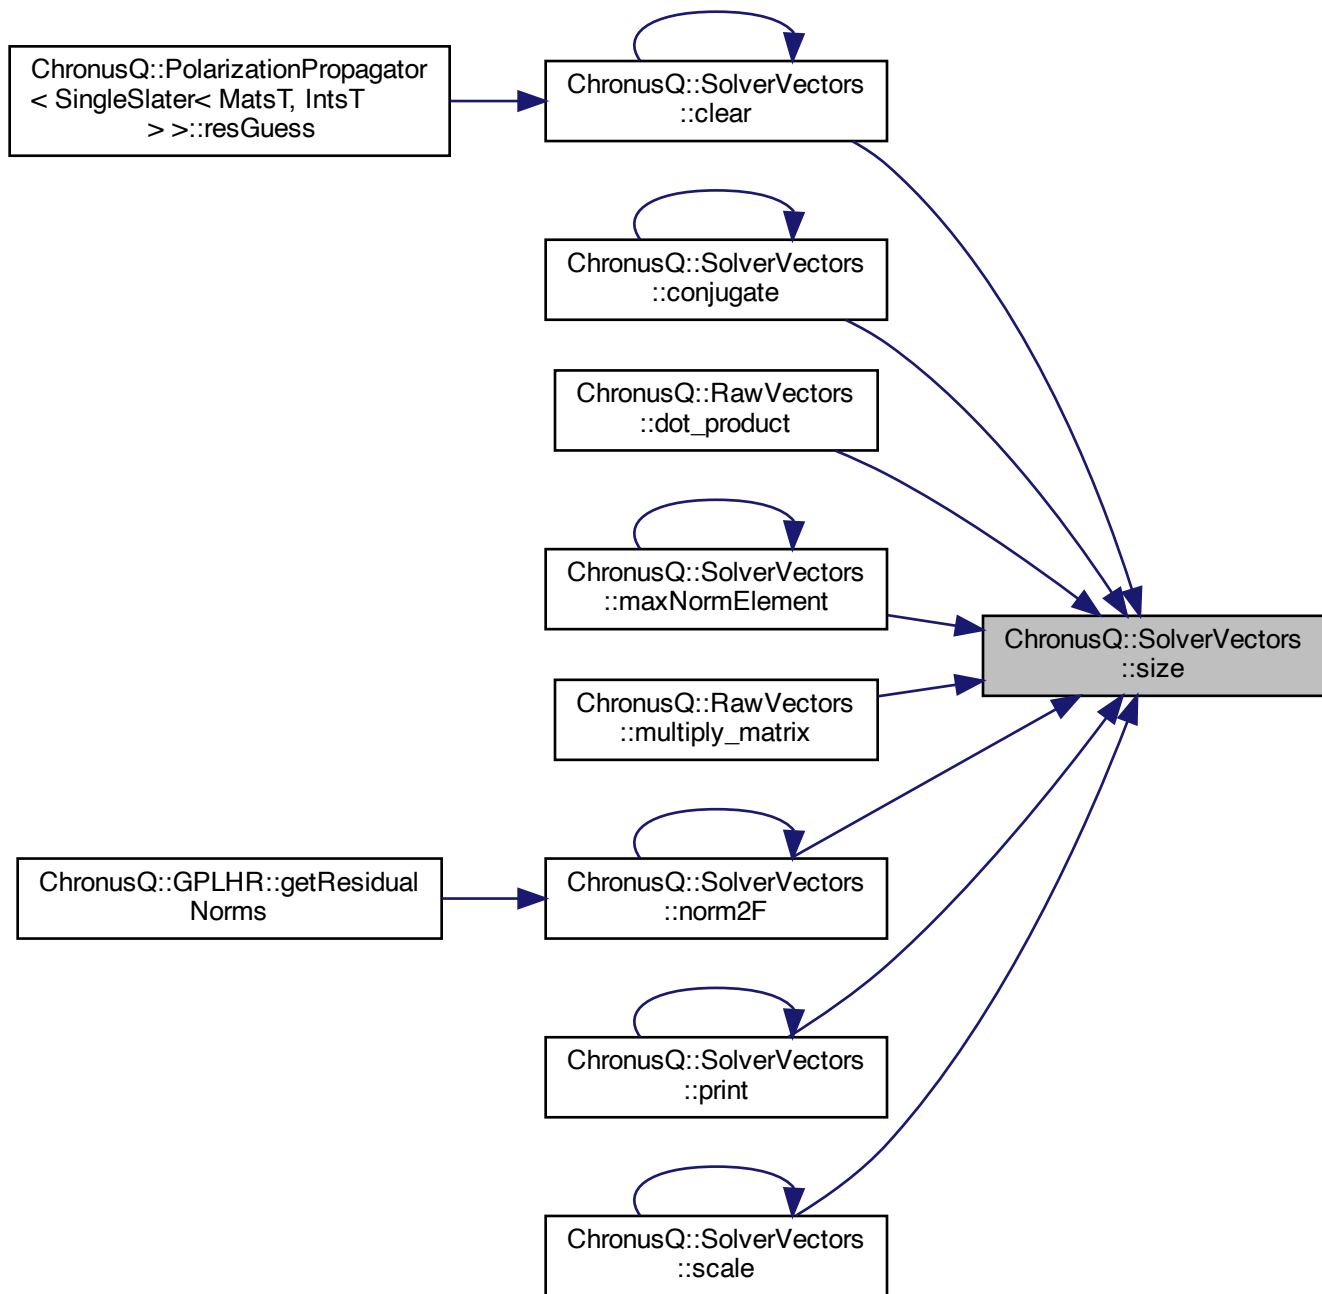 ChronusQ::PolarizationPropagator
< SingleSlater< MatsT, IntsT
> >::resGuess
ChronusQ::SolverVectors
::clear
ChronusQ::SolverVectors
::conjugate
ChronusQ::RawVectors
::dot_product
ChronusQ::SolverVectors
::maxNormElement
ChronusQ::SolverVectors
::size
ChronusQ::RawVectors
::multiply_matrix
ChronusQ::GPLHR::getResidual
Norms
ChronusQ::SolverVectors
::norm2F
ChronusQ::SolverVectors
::print
ChronusQ::SolverVectors
::scale